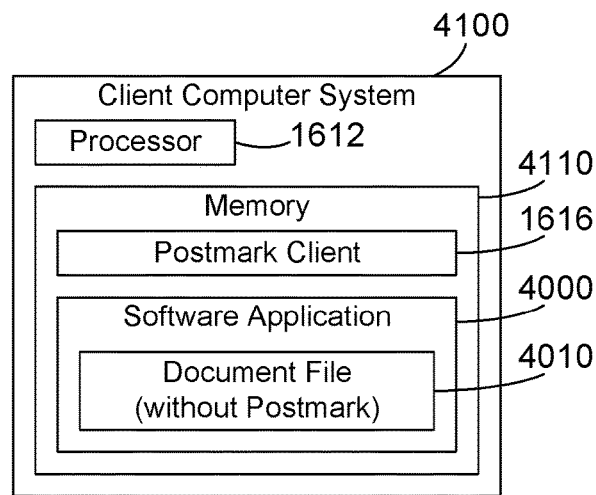 4100
Client Computer System
Processor 1612
4110
Memory
1616
Postmark Client
4000
Software Application
4010
Document File
(without Postmark)